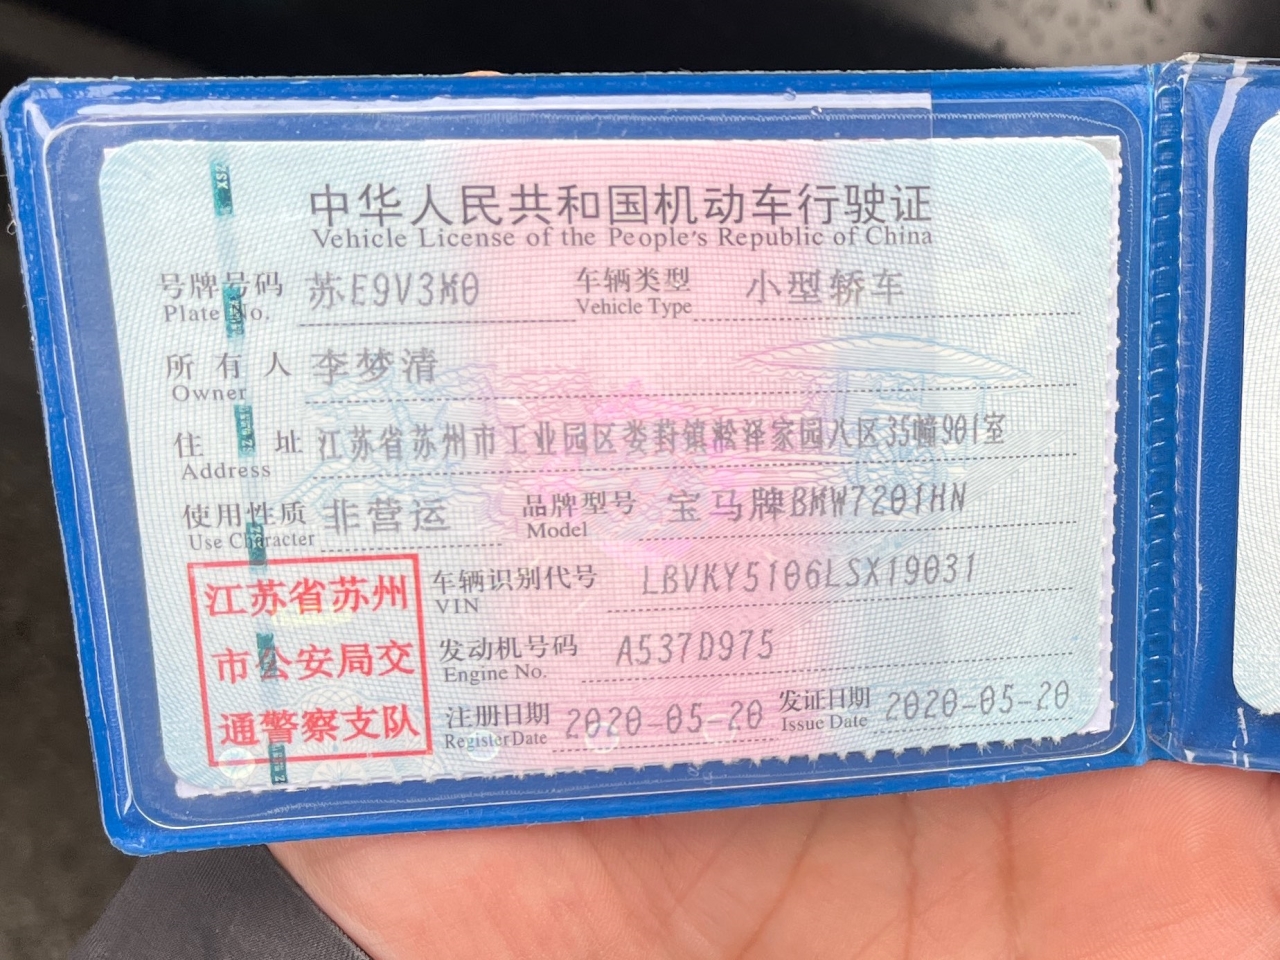 中华人民共和国机动车行驶证
Vehicle License of the People's Republic of China
号牌号码 苏E9V3M0 车辆类型 小型轿车
Plate No. Vehicle Type
所有人 李梦清
Owner
住址 江苏省苏州市工业园区娄葑镇淞泽家园八区35幢901室
Address
使用性质 非营运 品牌型号 宝马牌BMW7201HN
Use Character Model
车辆识别代号 LBVKY5106LSX19031
VIN
发动机号码 A537D975
Engine No.
注册日期 2020-05-20 发证日期 2020-05-20
Register Date Issue Date
江苏省苏州
市公安局交
通警察支队